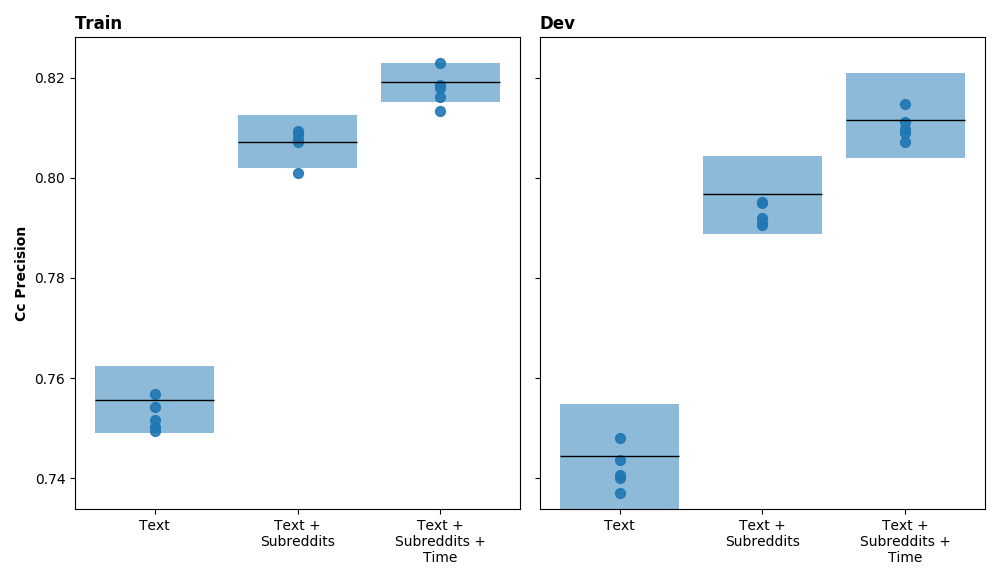 Train
Dev
Cc Precision
0.82
0.80
0.78
0.76
0.74
Text
Text +
Subreddits
Text +
Subreddits +
Time
Text
Text +
Subreddits
Text +
Subreddits +
Time